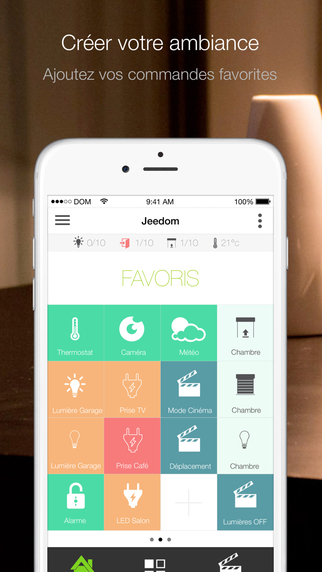 Créer votre ambiance
Ajoutez vos commandes favorites
DOM 9:41 AM 100%
Jeedom
0/10 1/10 1/10 21°c
FAVORIS
Thermostat Caméra Météo Chambre
Lumière Garage Prise TV Mode Cinéma Chambre
Lumière Garage Prise Café Déplacement Chambre
Alarme LED Salon Lumières OFF